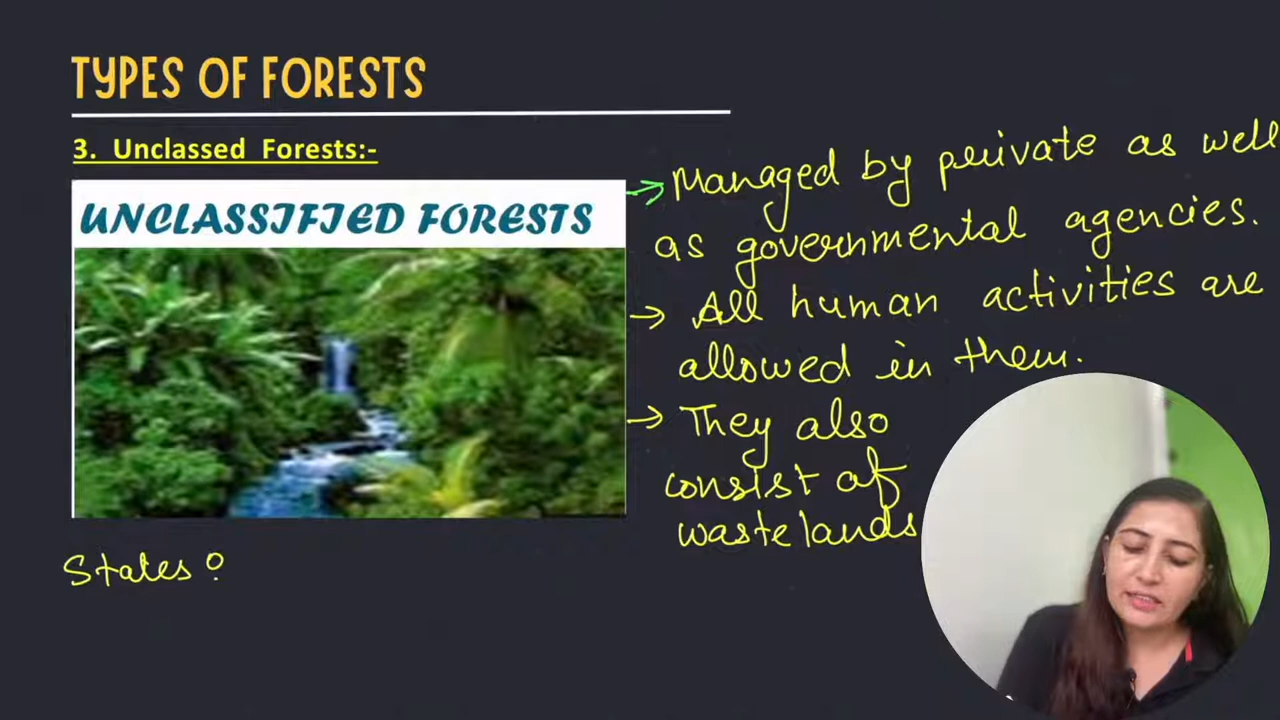 TYPES OF FORESTS
3. Unclassed Forests:-
UNCLASSIFIED FORESTS
→ Managed by private as well
as governmental agencies.
→ All human activities are
allowed in them.
→ They also
consist of
wastelands
States :